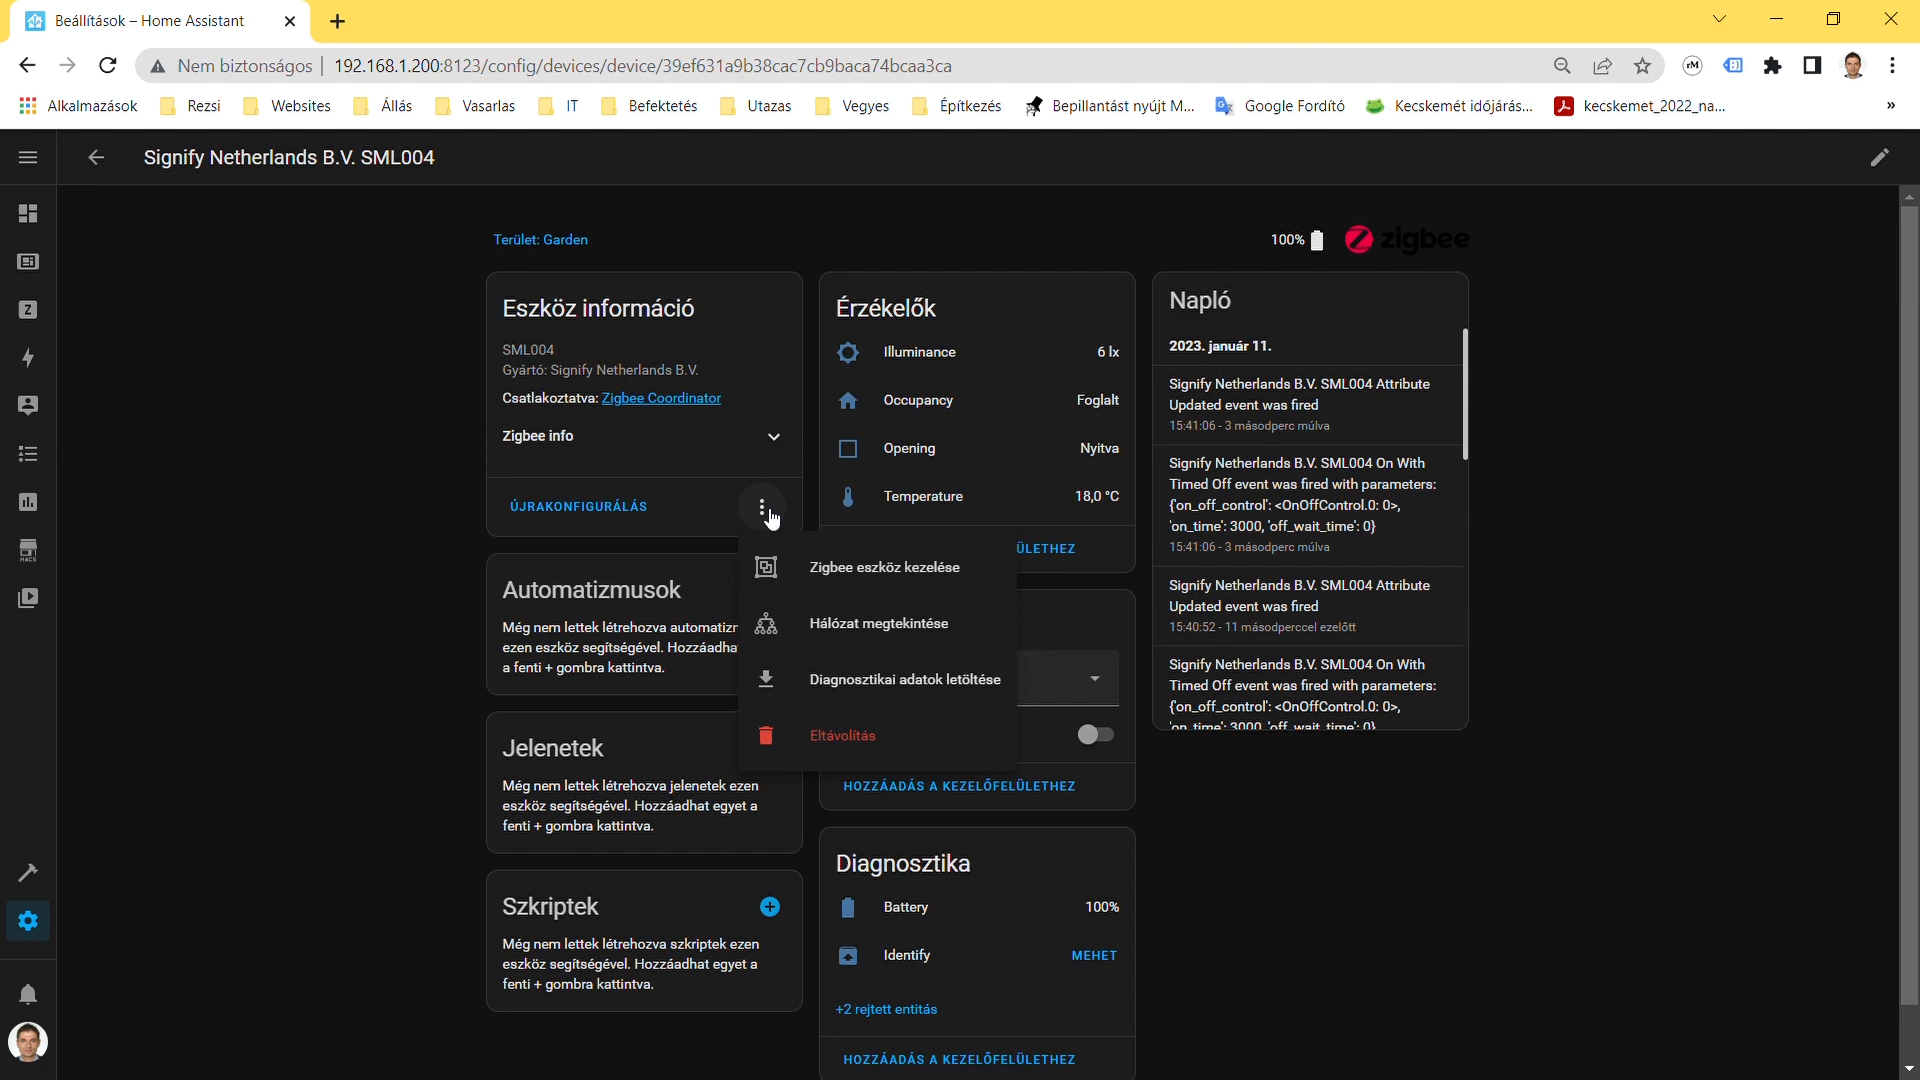 Beállítások – Home Assistant
Nem biztonságos
192.168.1.200:8123/config/devices/device/39ef631a9b38cac7cb9baca74bcaa3ca
Alkalmazások
Rezsi
Websites
Állás
Vasarlas
IT
Befektetés
Utazas
Vegyes
Építkezés
Bepillantást nyújt M...
Google Fordító
Kecskemét időjárás...
kecskemet_2022_na...
»
Signify Netherlands B.V. SML004
Terület: Garden
100%
zigbee
Eszköz információ
SML004
Gyártó: Signify Netherlands B.V.
Csatlakoztatva: Zigbee Coordinator
Zigbee info
ÚJRAKONFIGURÁLÁS
Zigbee eszköz kezelése
Hálózat megtekintése
Diagnosztikai adatok letöltése
Eltávolítás
Automatizmusok
Még nem lettek létrehozva automatizm
ezen eszköz segítségével. Hozzáadha
a fenti + gombra kattintva.
Jelenetek
Még nem lettek létrehozva jelenetek ezen
eszköz segítségével. Hozzáadhat egyet a
fenti + gombra kattintva.
Szkriptek
Még nem lettek létrehozva szkriptek ezen
eszköz segítségével. Hozzáadhat egyet a
fenti + gombra kattintva.
Érzékelők
Illuminance 6 lx
Occupancy Foglalt
Opening Nyitva
Temperature 18,0 °C
ÜLETHEZ
HOZZÁADÁS A KEZELŐFELÜLETHEZ
Diagnosztika
Battery 100%
Identify MEHET
+2 rejtett entitás
HOZZÁADÁS A KEZELŐFELÜLETHEZ
Napló
2023. január 11.
Signify Netherlands B.V. SML004 Attribute
Updated event was fired
15:41:06 - 3 másodperc múlva
Signify Netherlands B.V. SML004 On With
Timed Off event was fired with parameters:
{'on_off_control': <OnOffControl.0: 0>,
'on_time': 3000, 'off_wait_time': 0}
15:41:06 - 3 másodperc múlva
Signify Netherlands B.V. SML004 Attribute
Updated event was fired
15:40:52 - 11 másodperccel ezelőtt
Signify Netherlands B.V. SML004 On With
Timed Off event was fired with parameters:
{'on_off_control': <OnOffControl.0: 0>,
'on_time': 3000, 'off_wait_time': 0}
HACS
rM